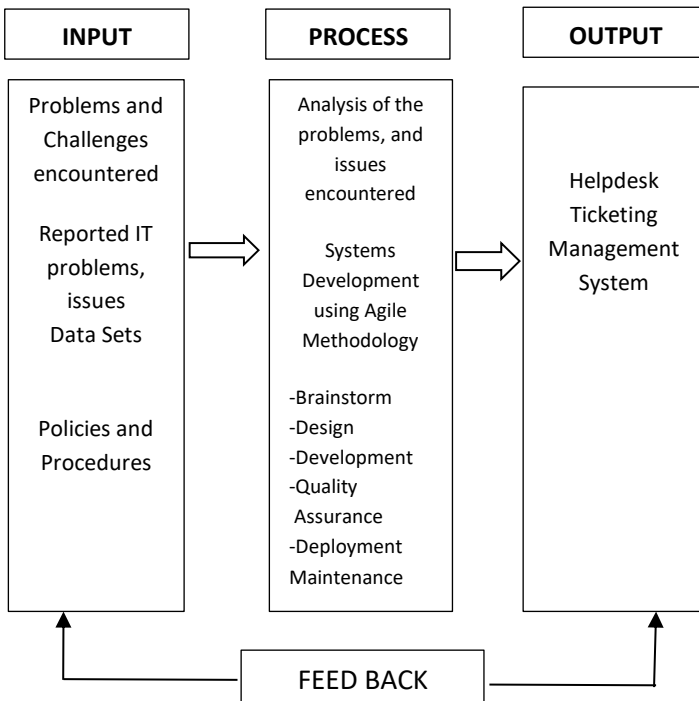 INPUT
Problems and
Challenges
encountered
Reported IT
problems,
issues
Data Sets
Policies and
Procedures
PROCESS
Analysis of the
problems, and
issues
encountered
Systems
Development
using Agile
Methodology
-Brainstorm
-Design
-Development
-Quality
Assurance
-Deployment
Maintenance
OUTPUT
Helpdesk
Ticketing
Management
System
FEED BACK